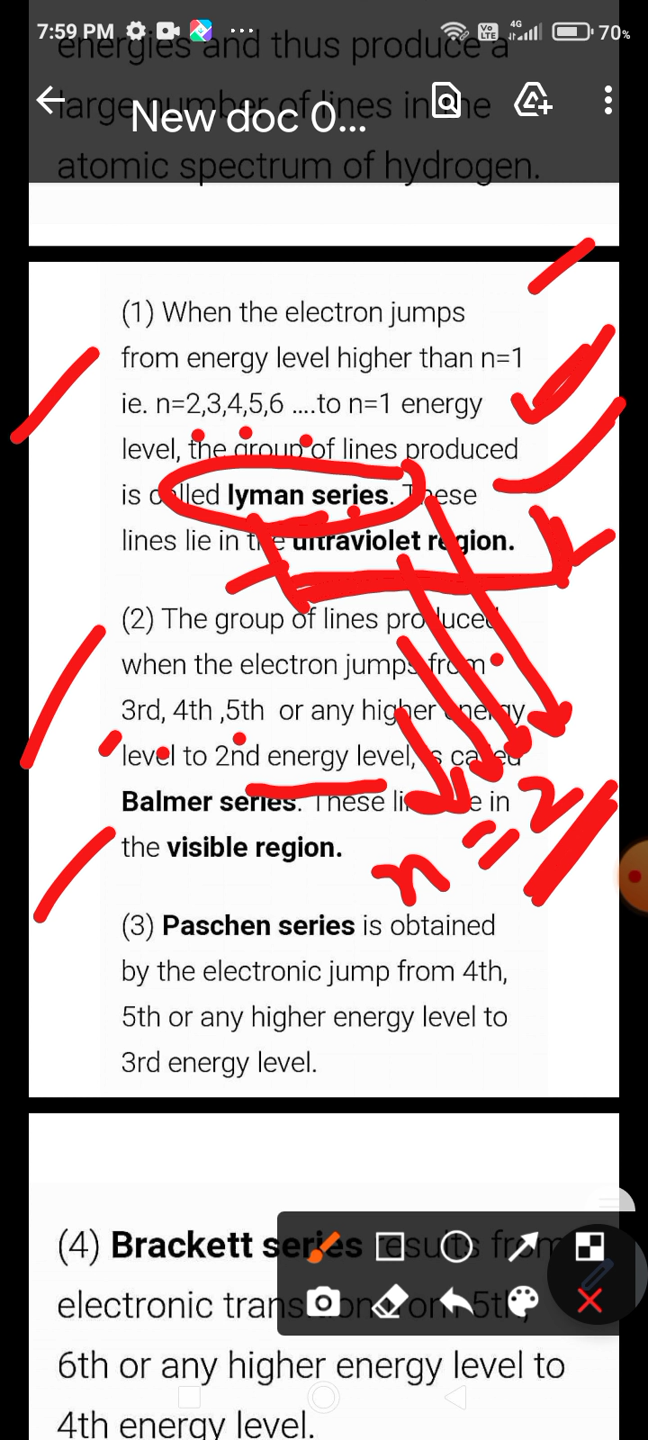 7:59 PM
4G
Vo LTE
70%
energies and thus produce a
large number of lines in the
New doc 0...
atomic spectrum of hydrogen.
(1) When the electron jumps
from energy level higher than n=1
ie. n=2,3,4,5,6 ....to n=1 energy
level, the group of lines produced
is called lyman series. These
lines lie in the ultraviolet region.
(2) The group of lines produced
when the electron jumps from
3rd, 4th ,5th or any higher energy
level to 2nd energy level, is called
Balmer series. These lines lie in
n = 2
the visible region.
(3) Paschen series is obtained
by the electronic jump from 4th,
5th or any higher energy level to
3rd energy level.
(4) Brackett series results from
electronic transition from 5th,
6th or any higher energy level to
4th energy level.